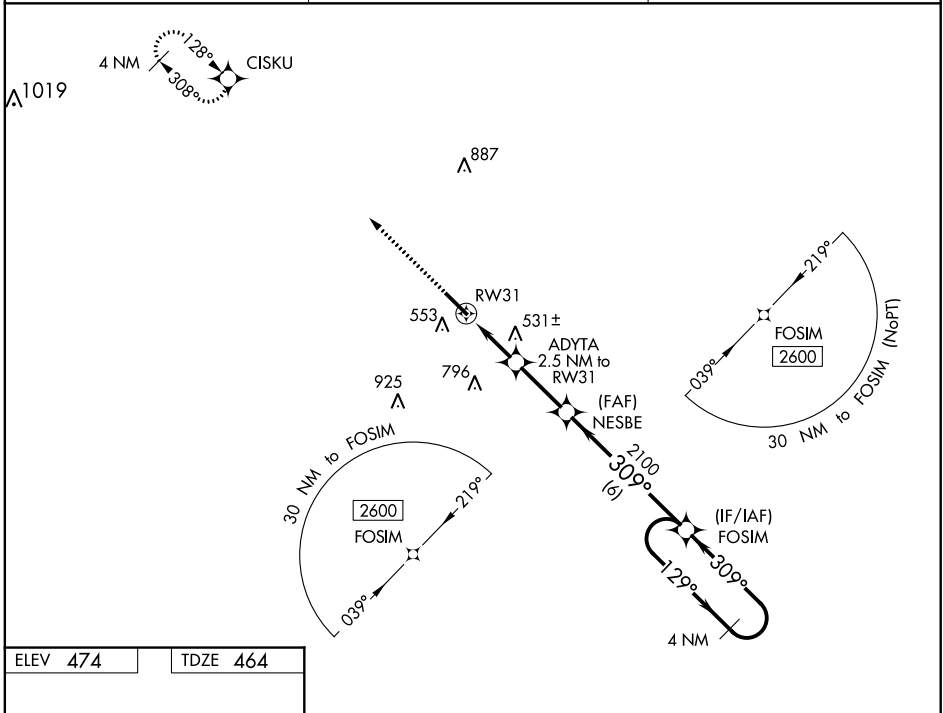 4 NM
128°
308°
CISKU
1019
887
RW31
553
531±
ADYTA
2.5 NM to
RW31
796
925
(FAF)
NESBE
2100
309°
(6)
(IF/IAF)
FOSIM
309°
129°
4 NM
219°
FOSIM
2600
039°
30 NM to FOSIM (NoPT)
30 NM to FOSIM
219°
2600
FOSIM
039°
ELEV 474
TDZE 464